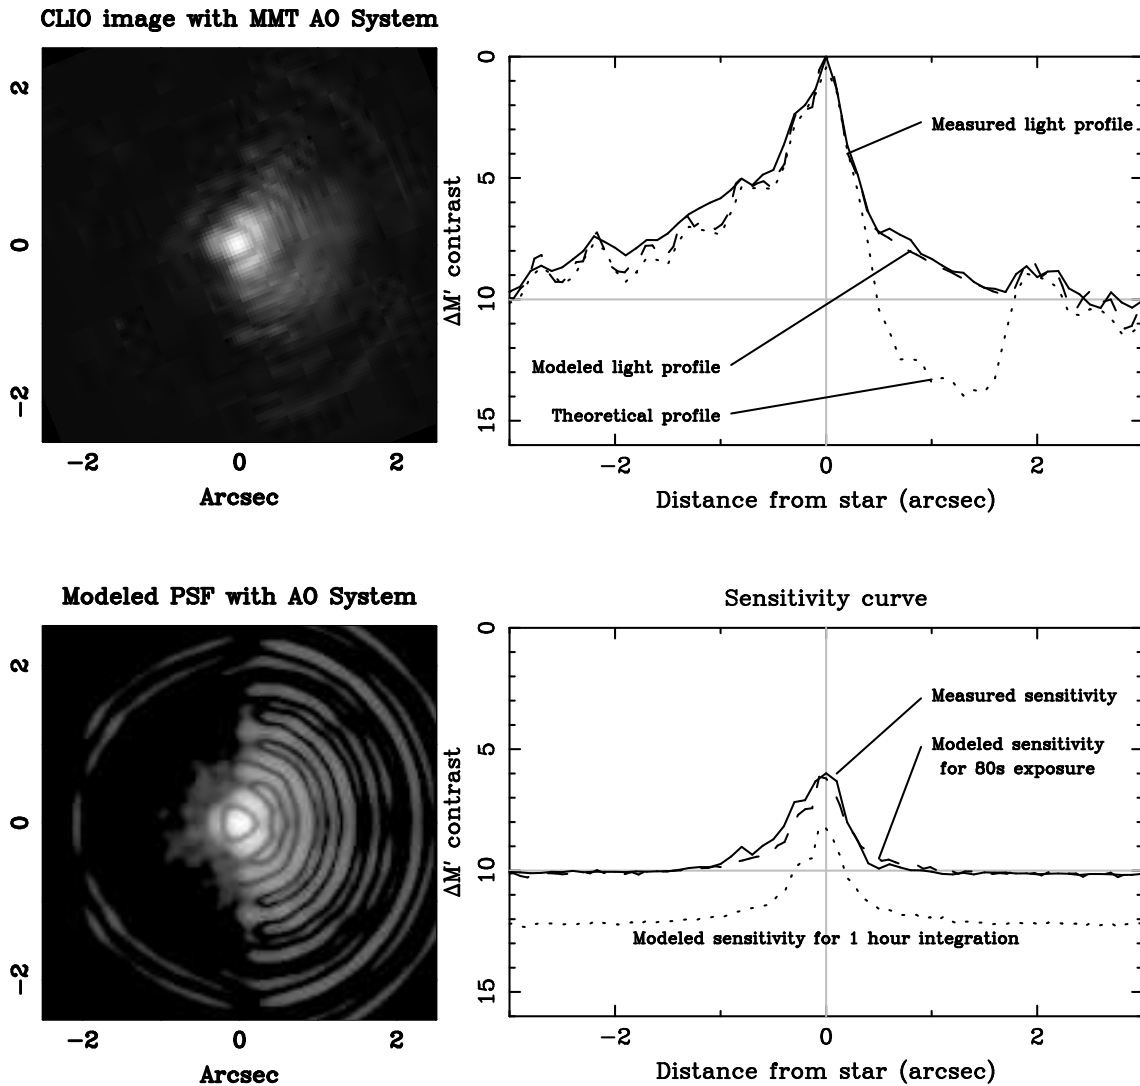 CLIO image with MMT AO System
2
0
−2
−2 0 2
Arcsec
0
5
10
15
ΔM′ contrast
Measured light profile
Modeled light profile
Theoretical profile
−2 0 2
Distance from star (arcsec)
Modeled PSF with AO System
2
0
−2
−2 0 2
Arcsec
Sensitivity curve
0
5
10
15
ΔM′ contrast
Measured sensitivity
Modeled sensitivity
for 80s exposure
Modeled sensitivity for 1 hour integration
−2 0 2
Distance from star (arcsec)